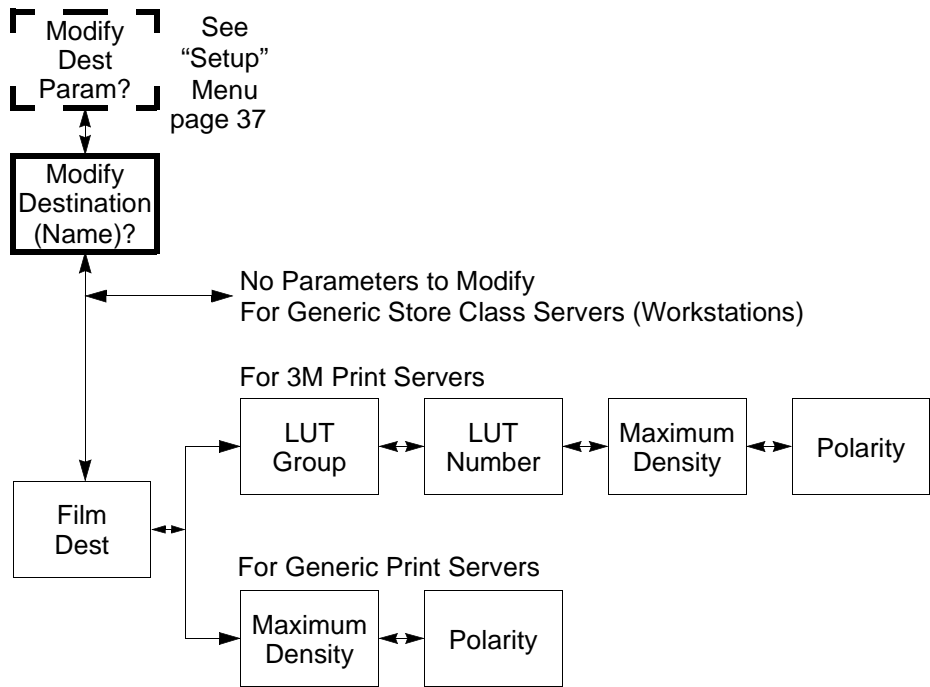 Modify
Dest
Param?
See
“Setup”
Menu
page 37
Modify
Destination
(Name)?
No Parameters to Modify
For Generic Store Class Servers (Workstations)
For 3M Print Servers
LUT
Group
LUT
Number
Maximum
Density
Polarity
Film
Dest
For Generic Print Servers
Maximum
Density
Polarity